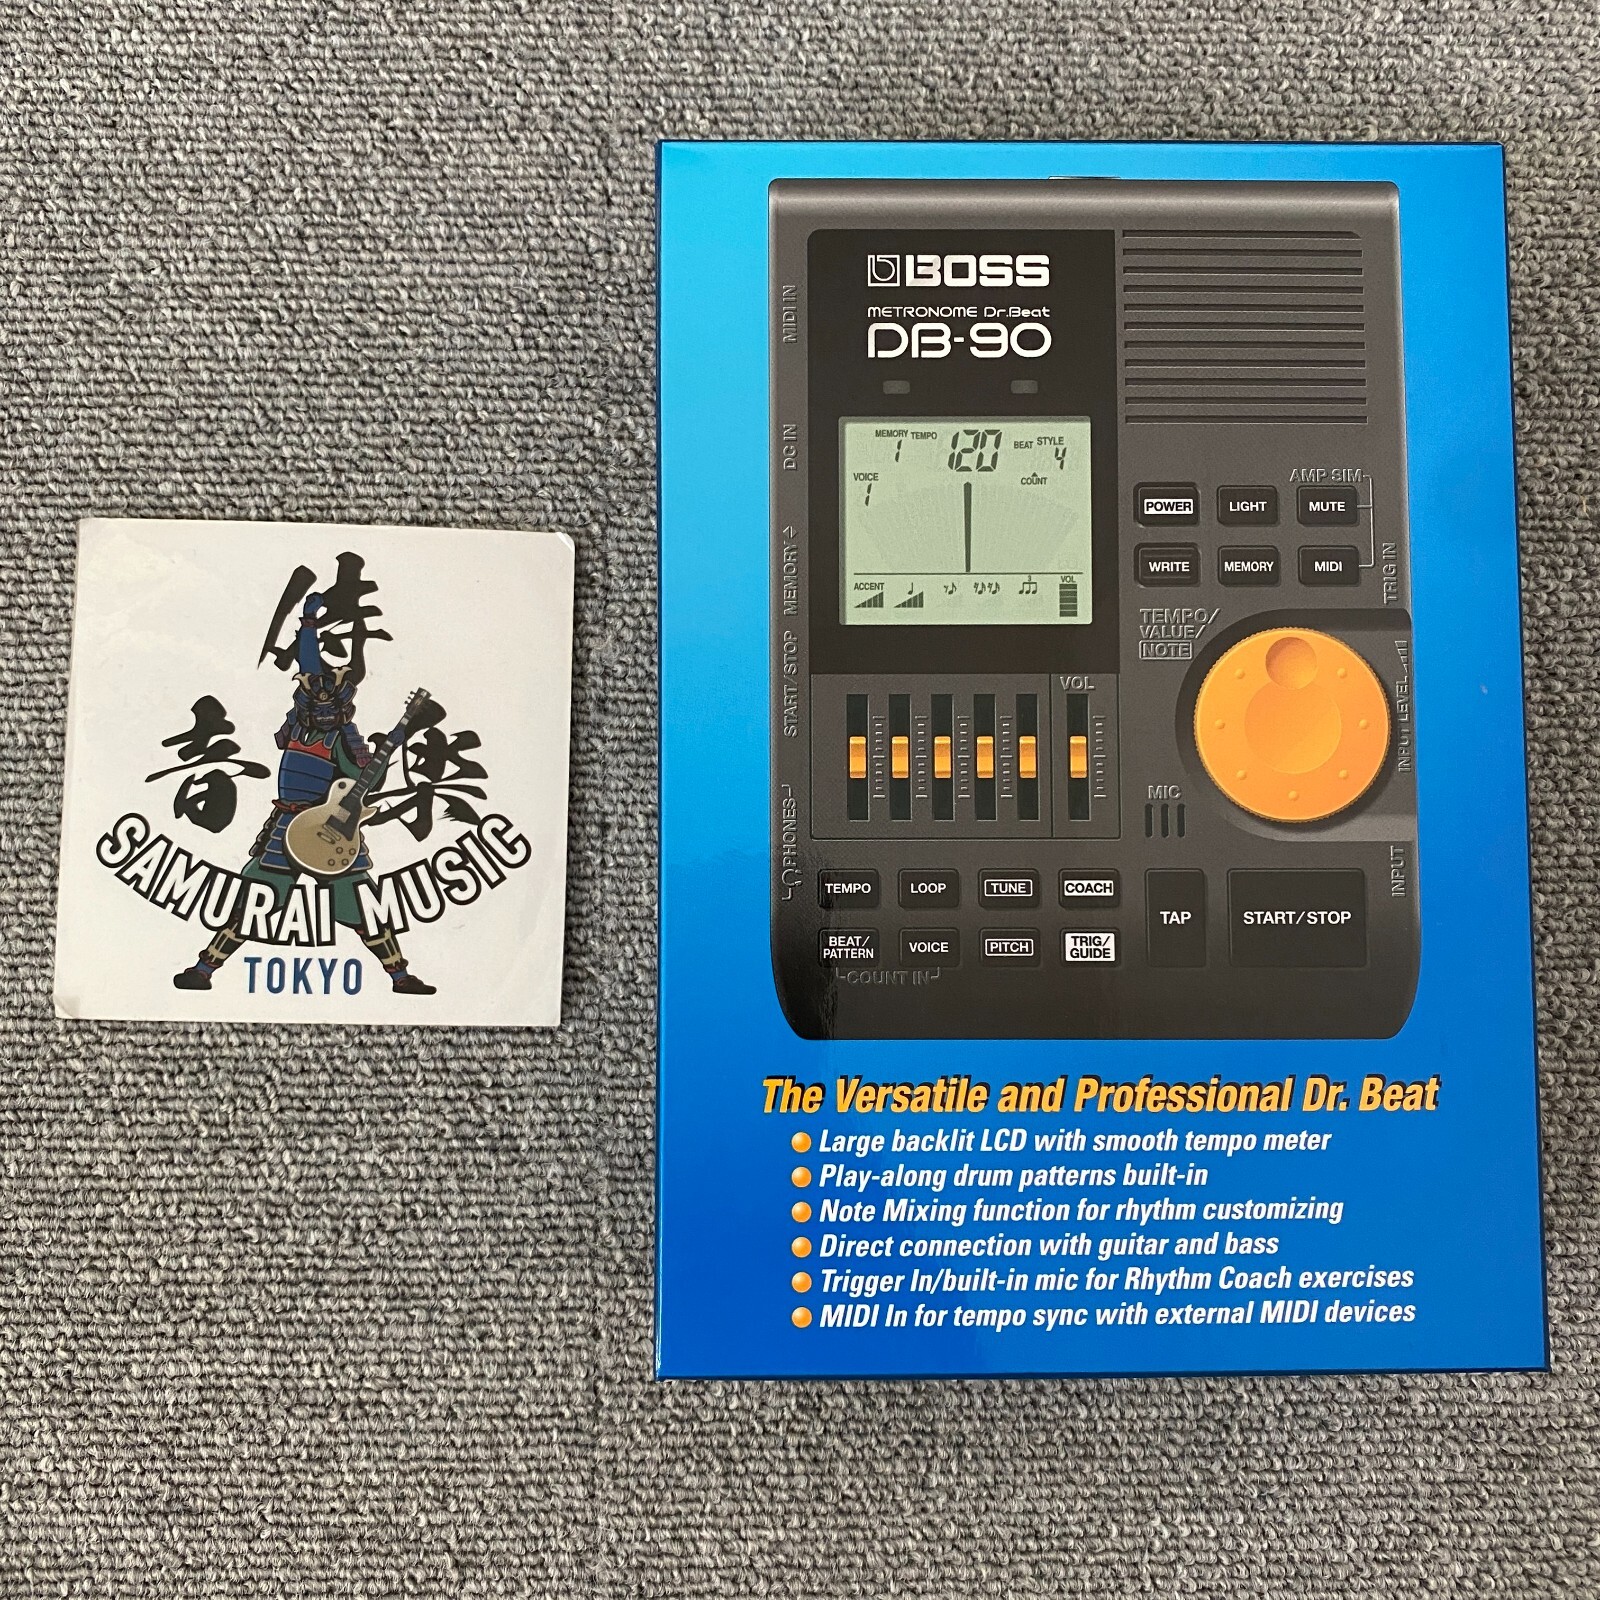 侍
音楽
SAMURAI MUSIC
TOKYO
BOSS
METRONOME Dr.Beat
DB-90
MIDI IN
DC IN
MEMORY
START/STOP
PHONES
MEMORY TEMPO 120 BEAT STYLE
1 4
VOICE COUNT
1
ACCENT 3 VOL
AMP SIM
POWER LIGHT MUTE
WRITE MEMORY MIDI
TRIG IN
TEMPO/
VALUE/
NOTE
INPUT LEVEL
VOL
MIC
INPUT
TEMPO LOOP TUNE COACH
BEAT/
PATTERN VOICE PITCH TRIG/
GUIDE
TAP START/STOP
COUNT IN
The Versatile and Professional Dr. Beat
Large backlit LCD with smooth tempo meter
Play-along drum patterns built-in
Note Mixing function for rhythm customizing
Direct connection with guitar and bass
Trigger In/built-in mic for Rhythm Coach exercises
MIDI In for tempo sync with external MIDI devices